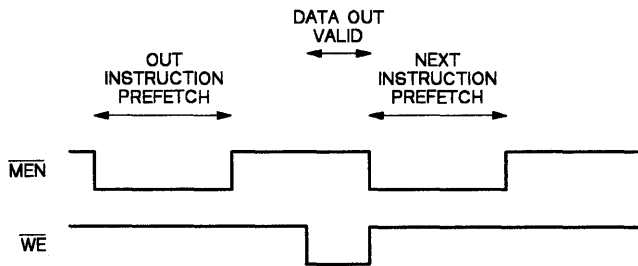 DATA OUT
VALID
OUT
INSTRUCTION
PREFETCH
NEXT
INSTRUCTION
PREFETCH
MEN
WE